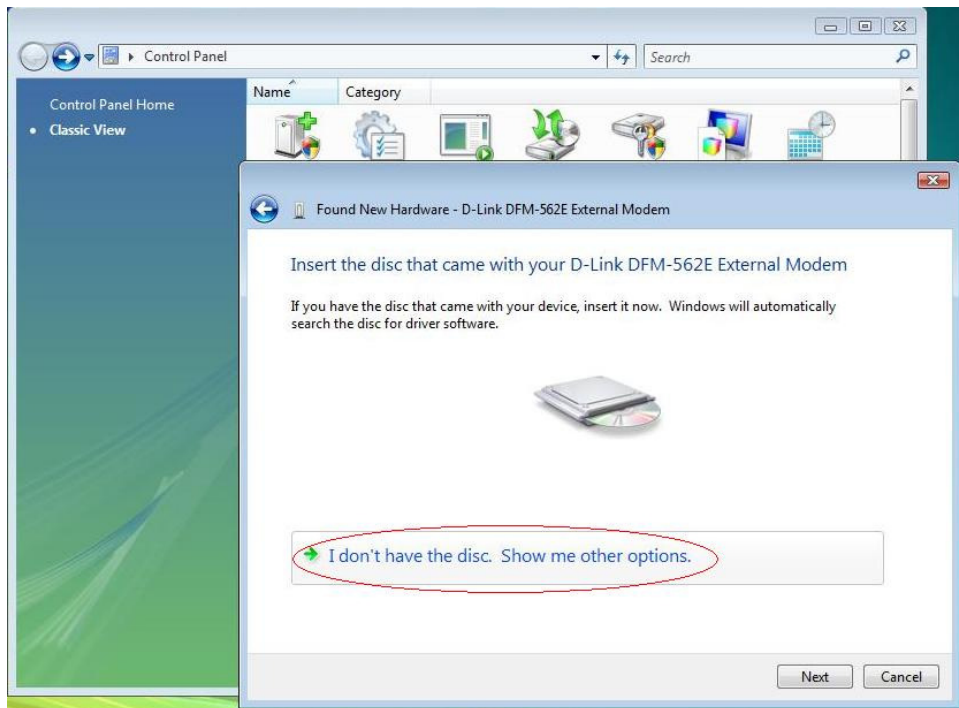 Control Panel
Search
Control Panel Home
Classic View
Name Category
Found New Hardware - D-Link DFM-562E External Modem
Insert the disc that came with your D-Link DFM-562E External Modem
If you have the disc that came with your device, insert it now. Windows will automatically
search the disc for driver software.
I don't have the disc. Show me other options.
Next Cancel